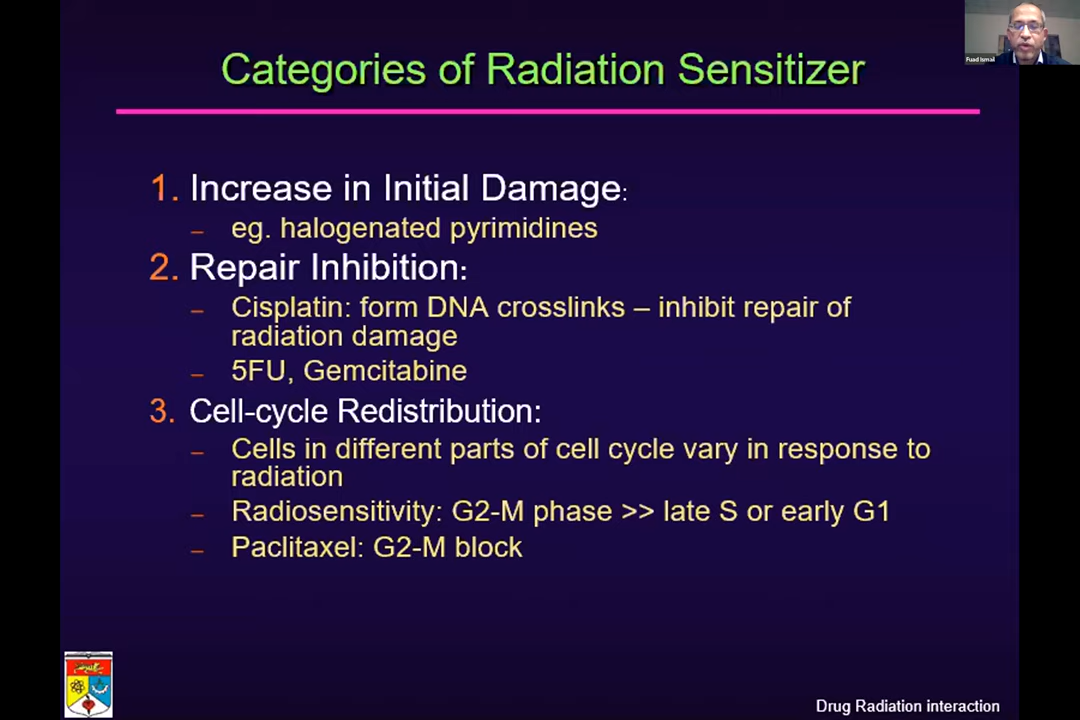 Fuad Ismail
Categories of Radiation Sensitizer
1. Increase in Initial Damage:
– eg. halogenated pyrimidines
2. Repair Inhibition:
– Cisplatin: form DNA crosslinks – inhibit repair of
radiation damage
– 5FU, Gemcitabine
3. Cell-cycle Redistribution:
– Cells in different parts of cell cycle vary in response to
radiation
– Radiosensitivity: G2-M phase >> late S or early G1
– Paclitaxel: G2-M block
Drug Radiation interaction